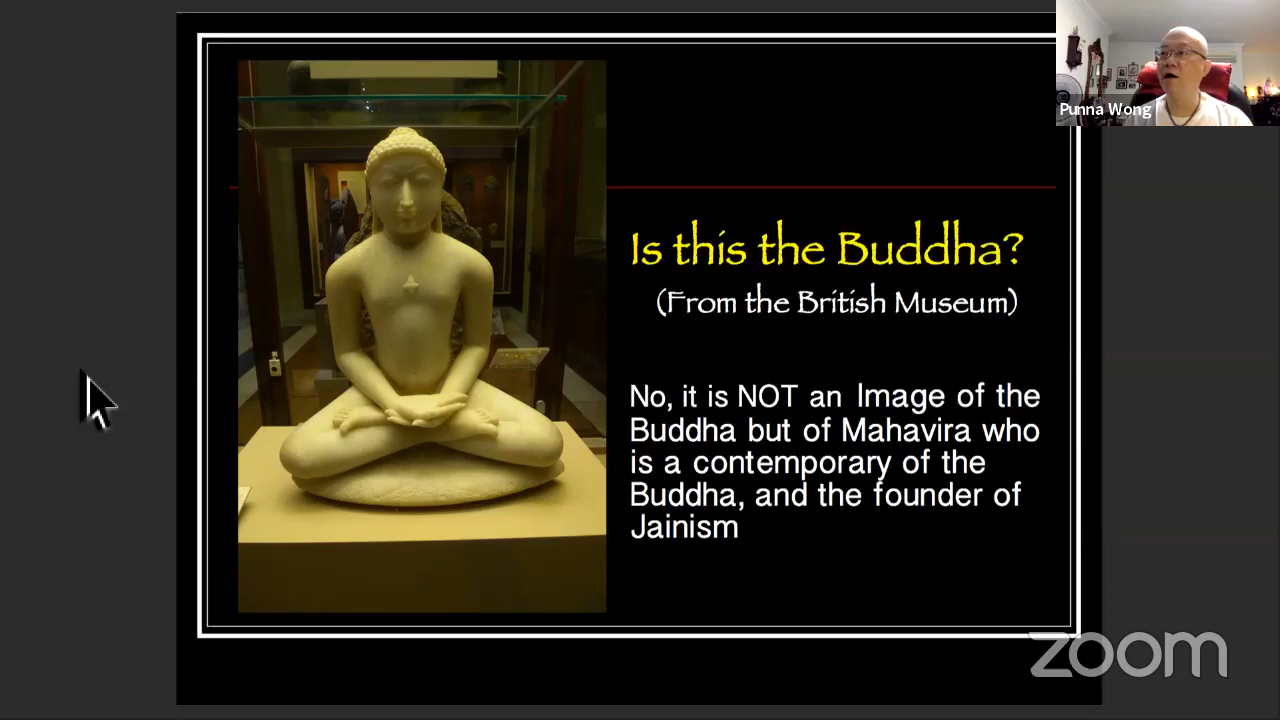 Punna Wong
Is this the Buddha?
(From the British Museum)
No, it is NOT an Image of the
Buddha but of Mahavira who
is a contemporary of the
Buddha, and the founder of
Jainism
zoom